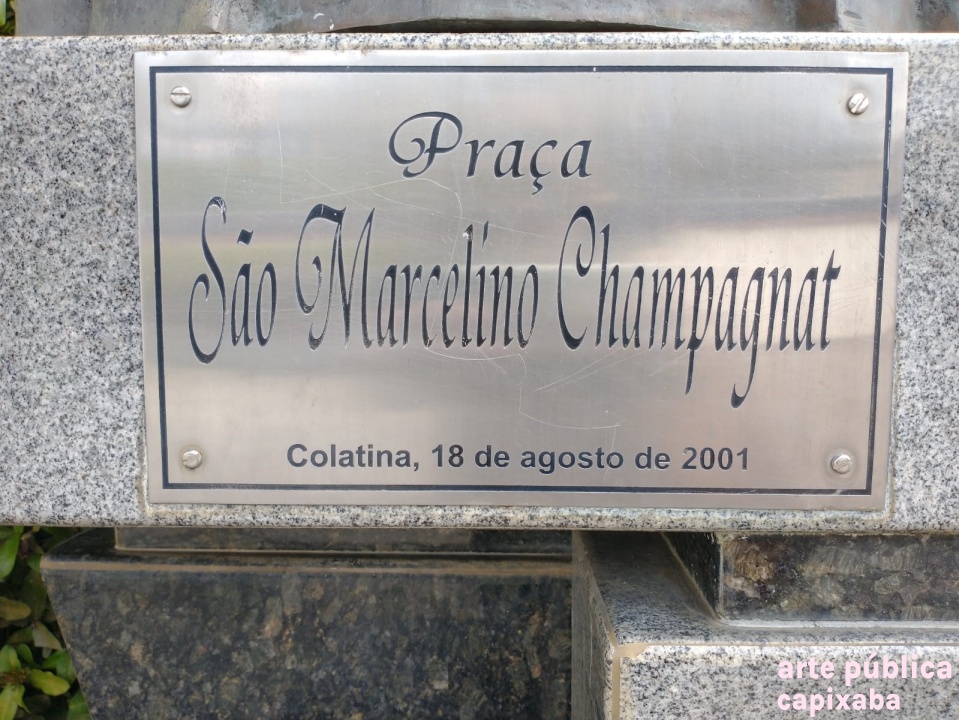 Praça
São Marcelino Champagnat
Colatina, 18 de agosto de 2001
arte pública
capixaba